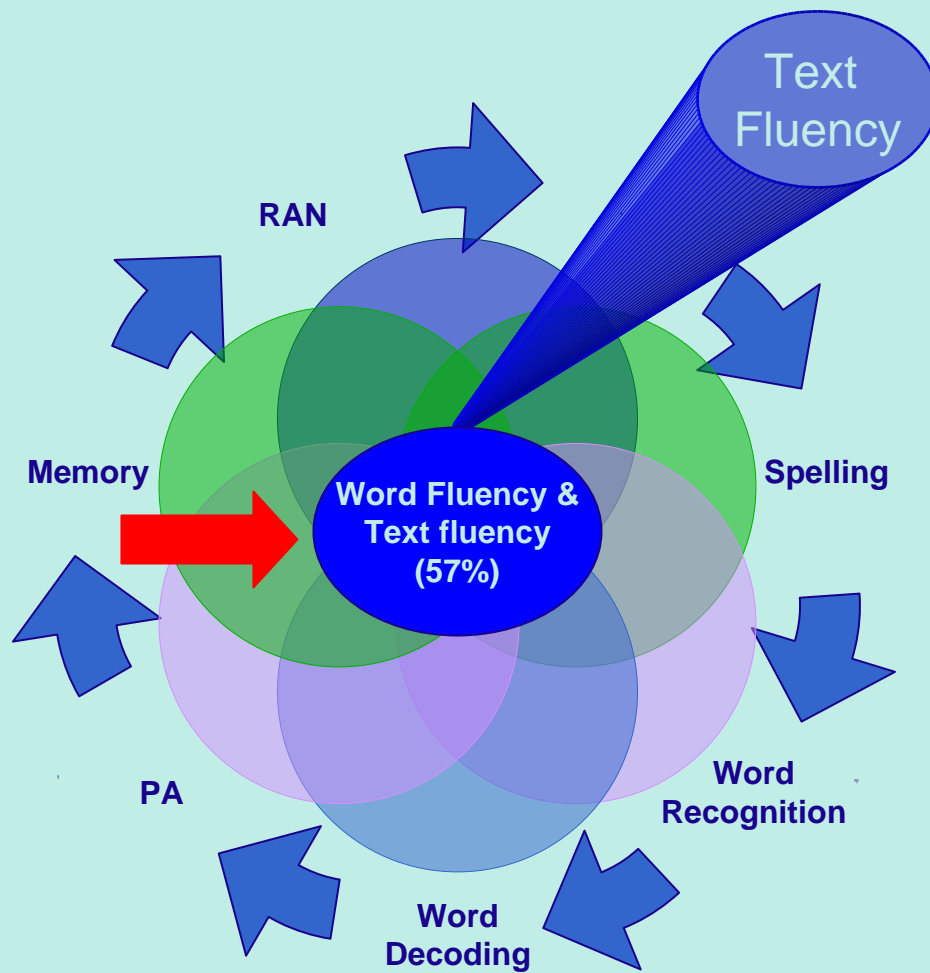 Text
Fluency
RAN
Memory
Spelling
Word Fluency &
Text fluency
(57%)
PA
Word
Recognition
Word
Decoding